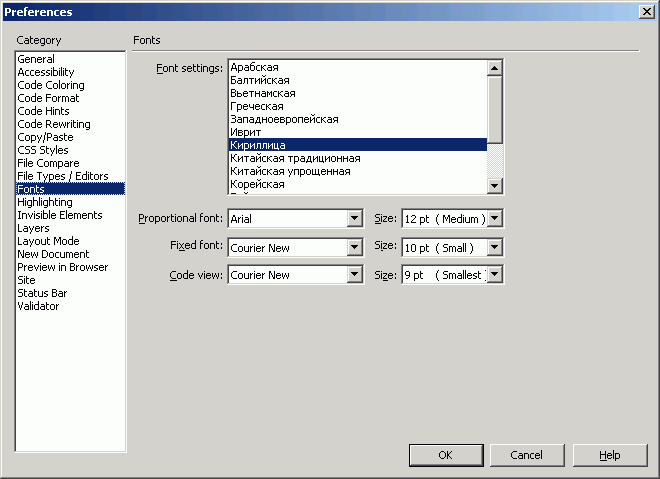 Preferences
Category
Fonts
General
Accessibility
Code Coloring
Code Format
Code Hints
Code Rewriting
Copy/Paste
CSS Styles
File Compare
File Types / Editors
Fonts
Highlighting
Invisible Elements
Layers
Layout Mode
New Document
Preview in Browser
Site
Status Bar
Validator
Font settings:
Арабская
Балтийская
Вьетнамская
Греческая
Западноевропейская
Иврит
Кириллица
Китайская традиционная
Китайская упрощенная
Корейская
Proportional font: Arial Size: 12 pt ( Medium )
Fixed font: Courier New Size: 10 pt ( Small )
Code view: Courier New Size: 9 pt ( Smallest )
OK Cancel Help